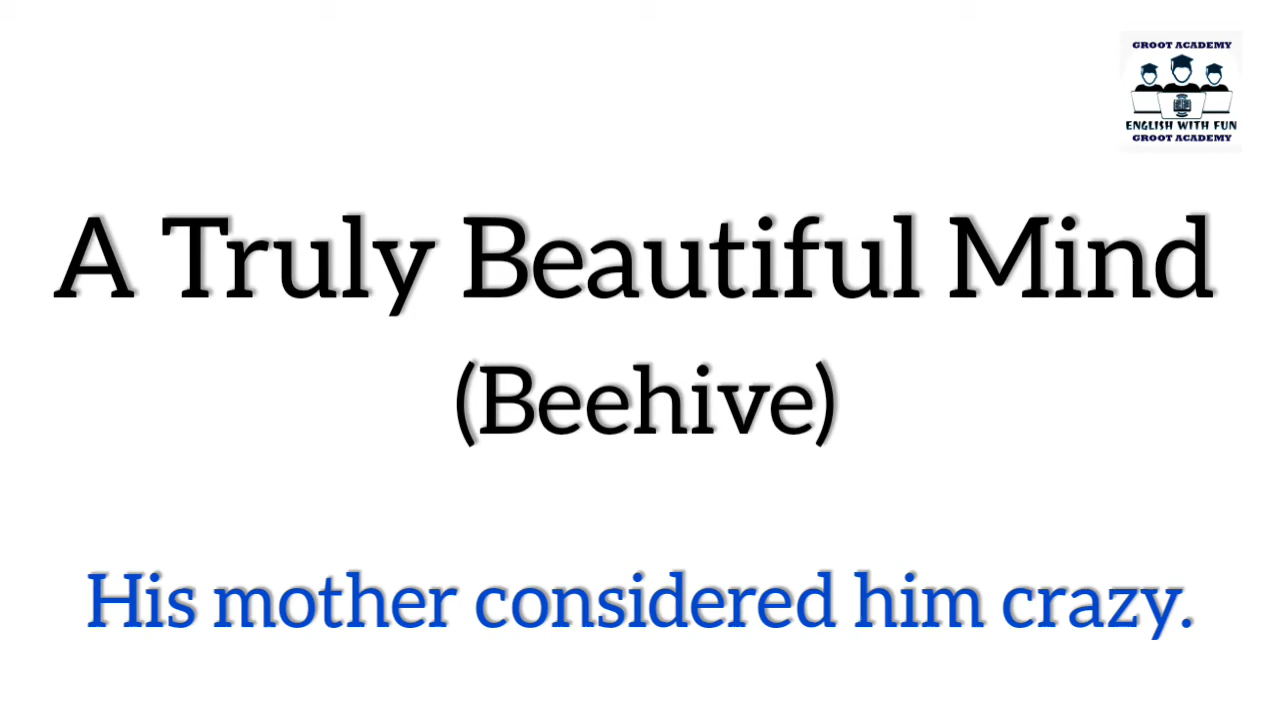 GROOT ACADEMY
ENGLISH WITH FUN
GROOT ACADEMY
A Truly Beautiful Mind
(Beehive)
His mother considered him crazy.